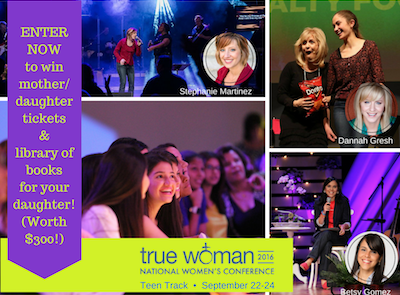 ENTER
NOW
to win
mother/
daughter
tickets
&
library of
books
for your
daughter!
(Worth
$300!)
Stephanie Martinez
Dannah Gresh
Betsy Gomez
true woman 2016
NATIONAL WOMEN'S CONFERENCE
Teen Track • September 22-24